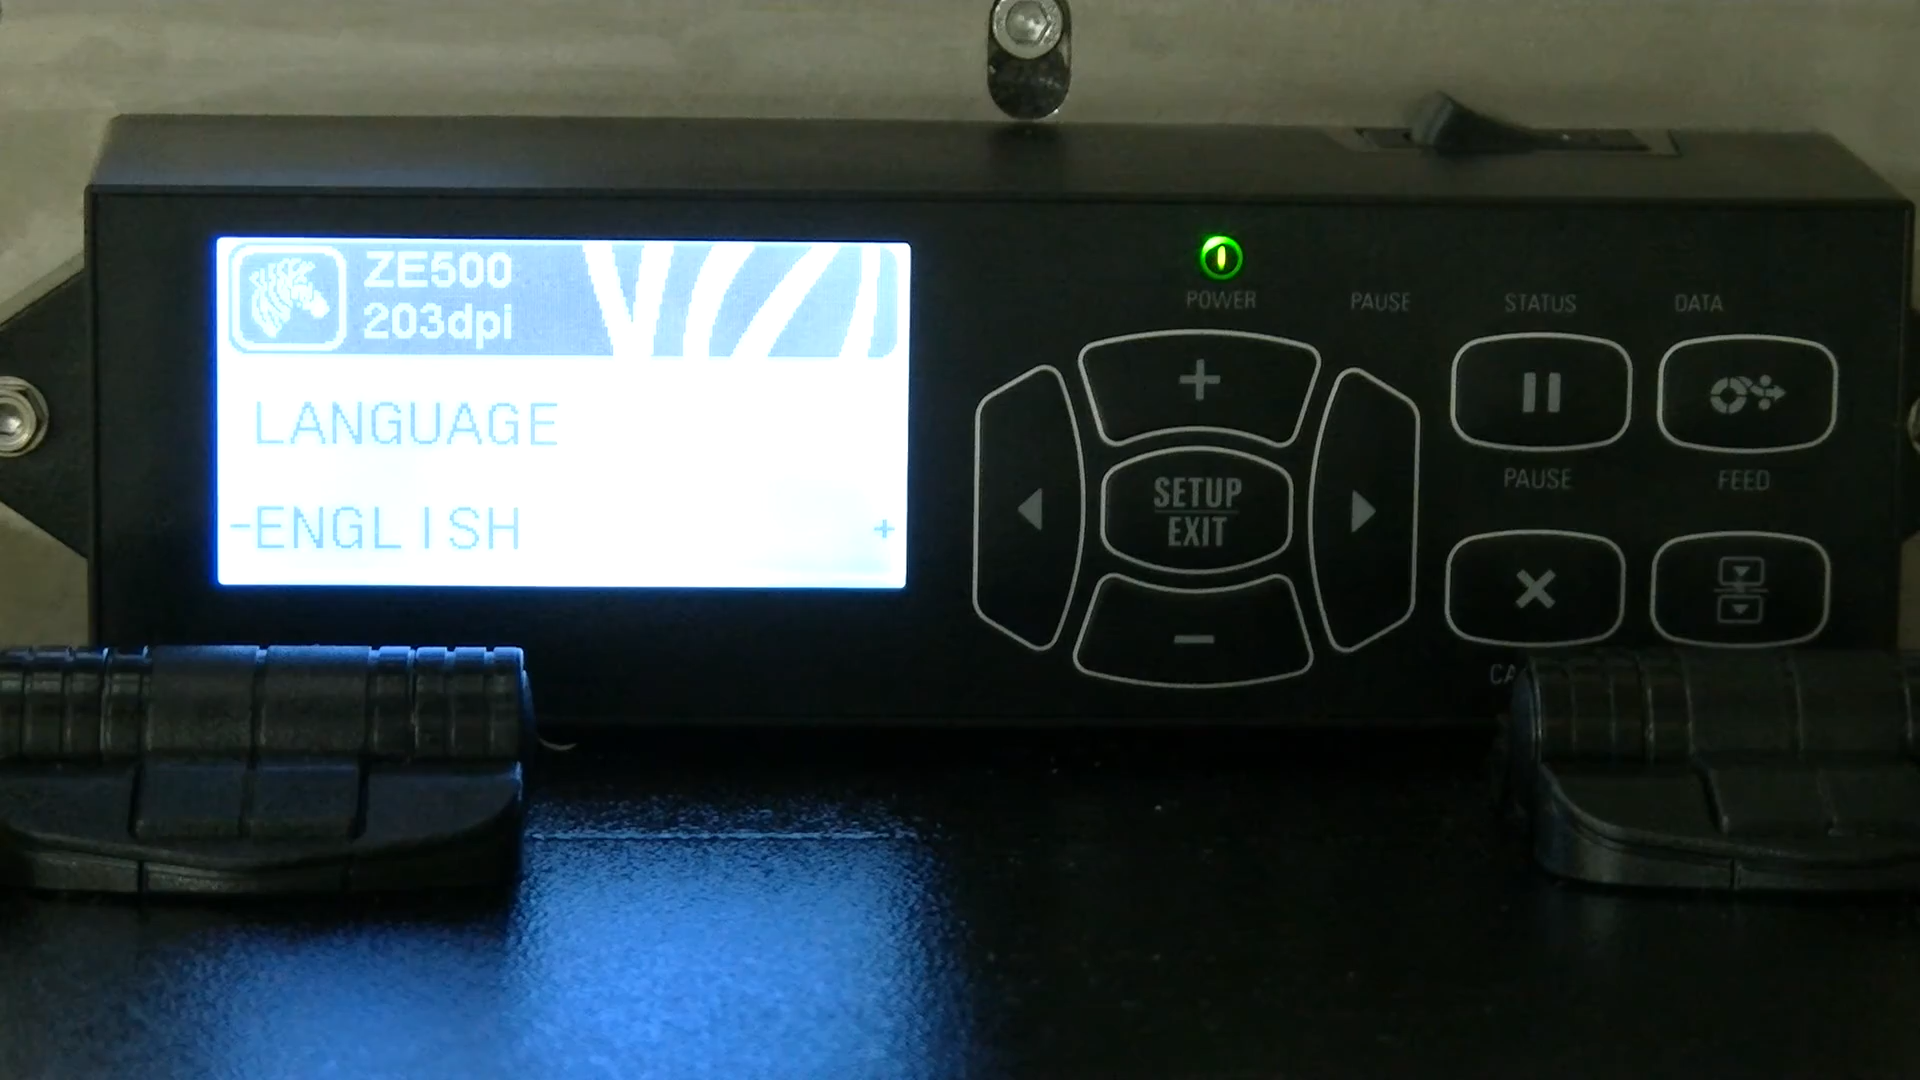 ZE500
203dpi
LANGUAGE
-ENGLISH +
POWER PAUSE STATUS DATA
SETUP
EXIT
PAUSE FEED